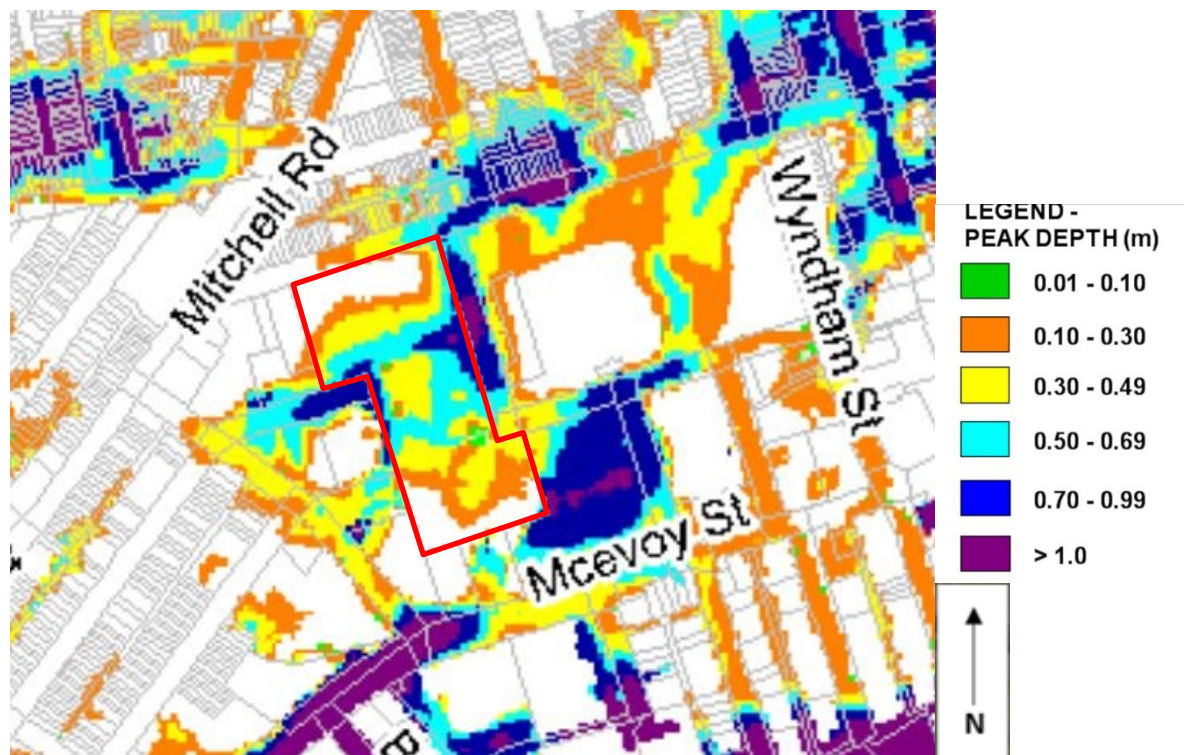 Mitchell Rd
Wyndham St
Mcevoy St
LEGEND -
PEAK DEPTH (m)
0.01 - 0.10
0.10 - 0.30
0.30 - 0.49
0.50 - 0.69
0.70 - 0.99
> 1.0
N